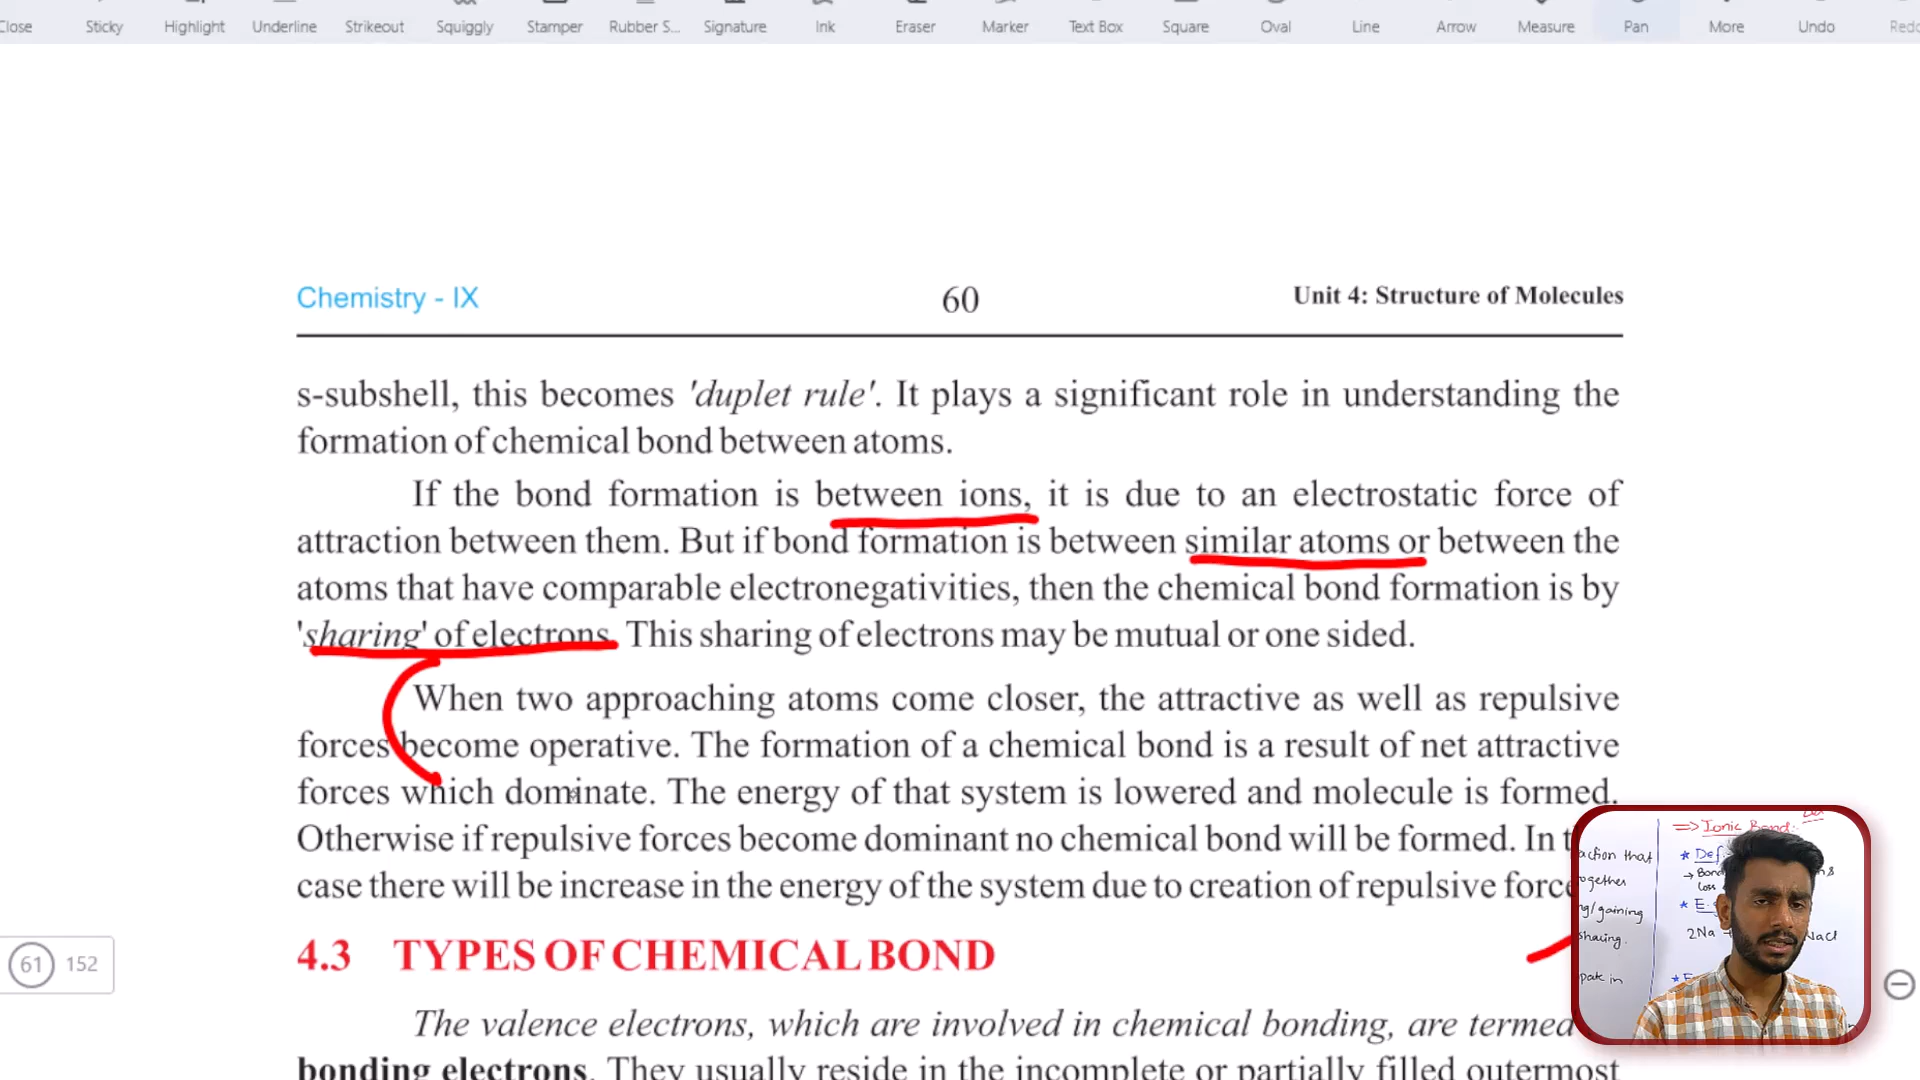 Close Sticky Highlight Underline Strikeout Squiggly Stamper Rubber S... Signature Ink Eraser Marker Text Box Square Oval Line Arrow Measure Pan More Undo
Chemistry - IX 60 Unit 4: Structure of Molecules
s-subshell, this becomes 'duplet rule'. It plays a significant role in understanding the
formation of chemical bond between atoms.
If the bond formation is between ions, it is due to an electrostatic force of
attraction between them. But if bond formation is between similar atoms or between the
atoms that have comparable electronegativities, then the chemical bond formation is by
'sharing' of electrons. This sharing of electrons may be mutual or one sided.
When two approaching atoms come closer, the attractive as well as repulsive
forces become operative. The formation of a chemical bond is a result of net attractive
forces which dominate. The energy of that system is lowered and molecule is formed.
Otherwise if repulsive forces become dominant no chemical bond will be formed. In
case there will be increase in the energy of the system due to creation of repulsive
4.3 TYPES OF CHEMICAL BOND
The valence electrons, which are involved in chemical bonding, are termed
bonding electrons. They usually reside in the incomplete or partially filled outermost
61 152
=> Ionic Bond:
* Def
→ Bond
loss
2Na
NaCl
sharing.